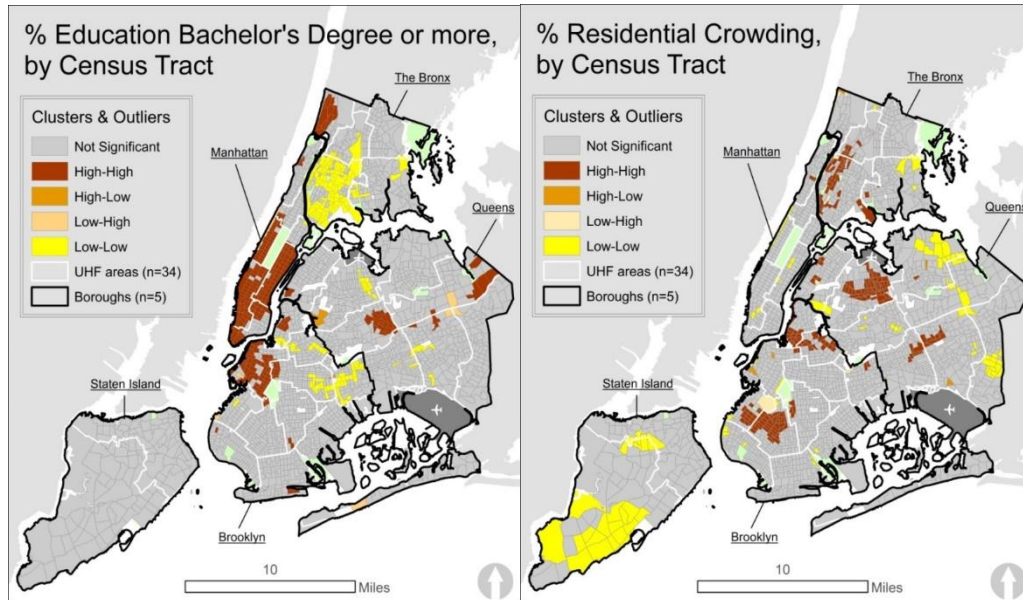 % Education Bachelor's Degree or more,
by Census Tract
The Bronx
Clusters & Outliers
Not Significant
High-High
High-Low
Low-High
Low-Low
UHF areas (n=34)
Boroughs (n=5)
Manhattan
Queens
Staten Island
Brooklyn
10
Miles
% Residential Crowding,
by Census Tract
The Bronx
Clusters & Outliers
Not Significant
High-High
High-Low
Low-High
Low-Low
UHF areas (n=34)
Boroughs (n=5)
Manhattan
Queens
Staten Island
Brooklyn
10
Miles